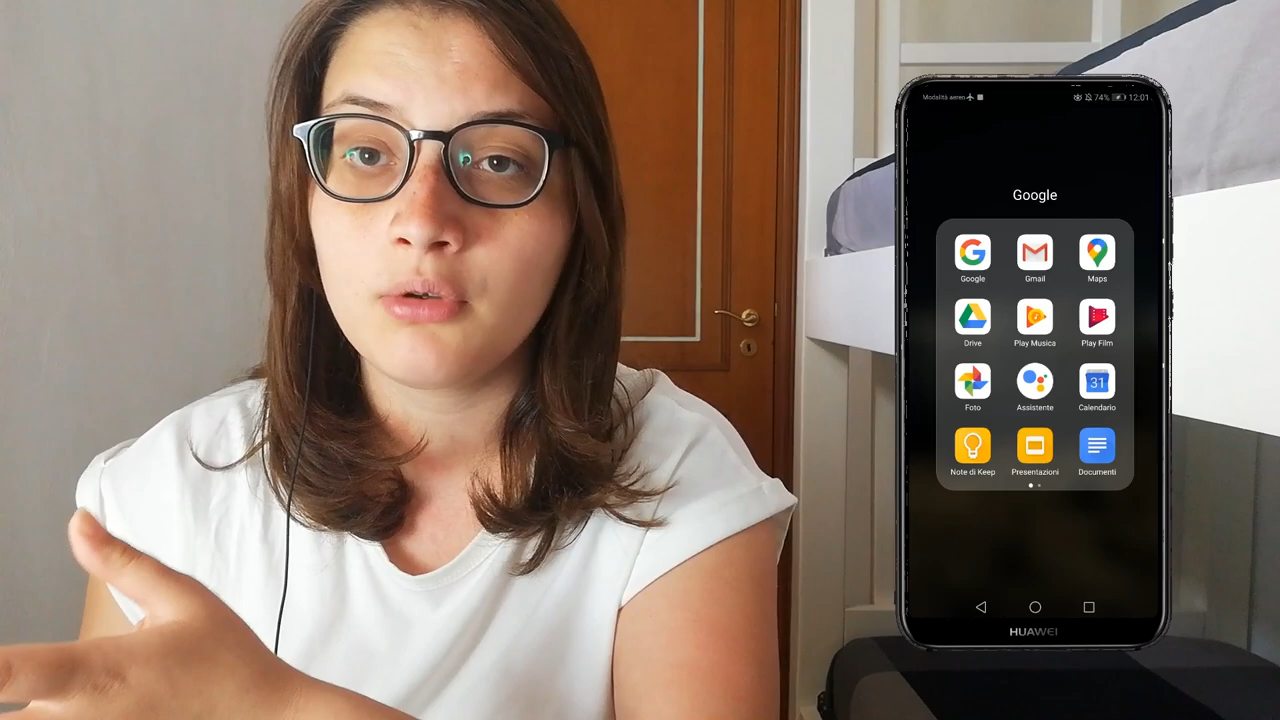 Modalità aereo
74% 12:01
Google
Google Gmail Maps
31
Drive Play Musica Play Film
Foto Assistente Calendario
Note di Keep Presentazioni Documenti
HUAWEI